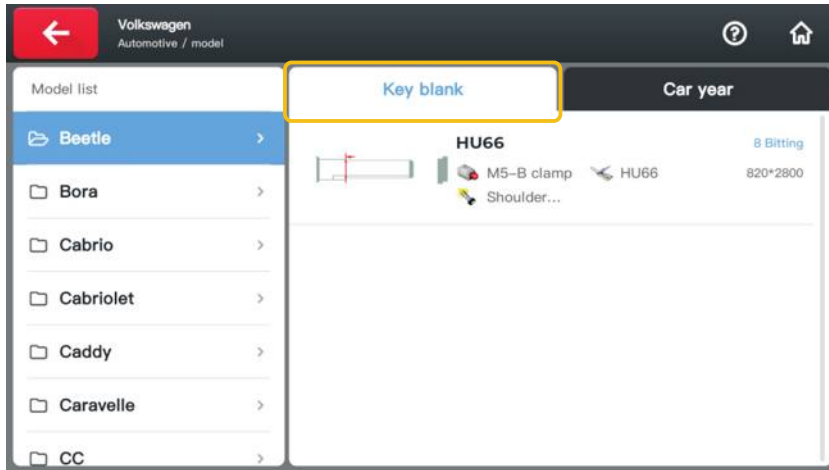 Volkswagen
Automotive / model
Model list
Key blank
Car year
Beetle
Bora
Cabrio
Cabriolet
Caddy
Caravelle
CC
HU66
8 Bitting
M5-B clamp
HU66
820*2800
Shoulder...